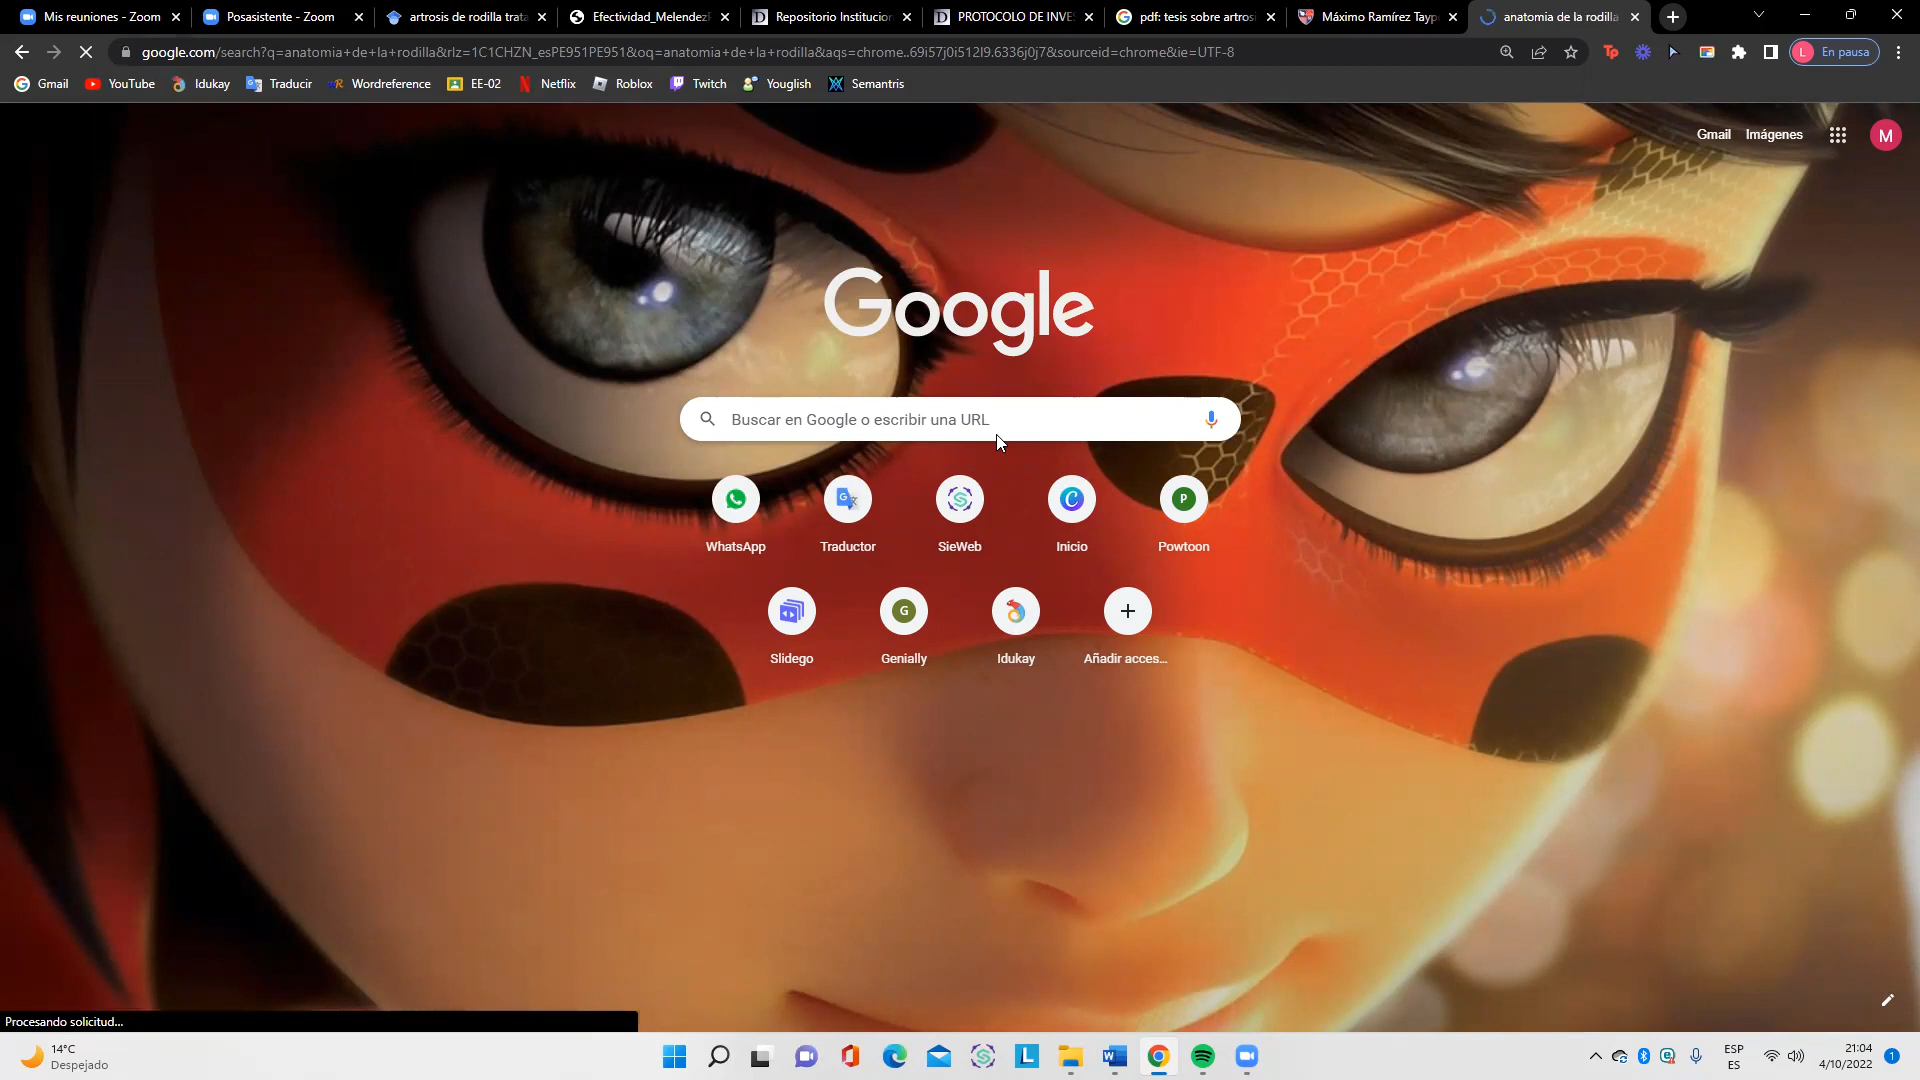 Mis reuniones - Zoom
Posasistente - Zoom
artrosis de rodilla trata
Efectividad_Melendez
Repositorio Institucion
PROTOCOLO DE INVES
pdf: tesis sobre artros
Máximo Ramírez Tayp
anatomia de la rodilla
google.com/search?q=anatomia+de+la+rodilla&rlz=1C1CHZN_esPE951PE951&oq=anatomia+de+la+rodilla&aqs=chrome..69i57j0i512l9.6336j0j7&sourceid=chrome&ie=UTF-8
L En pausa
Gmail
YouTube
Idukay
Traducir
Wordreference
EE-02
Netflix
Roblox
Twitch
Youglish
Semantris
Gmail
Imágenes
M
Google
Buscar en Google o escribir una URL
WhatsApp
Traductor
SieWeb
Inicio
P
Powtoon
Slidego
G
Genially
Idukay
Añadir acces...
Procesando solicitud...
14°C
Despejado
ESP
ES
21:04
4/10/2022
1